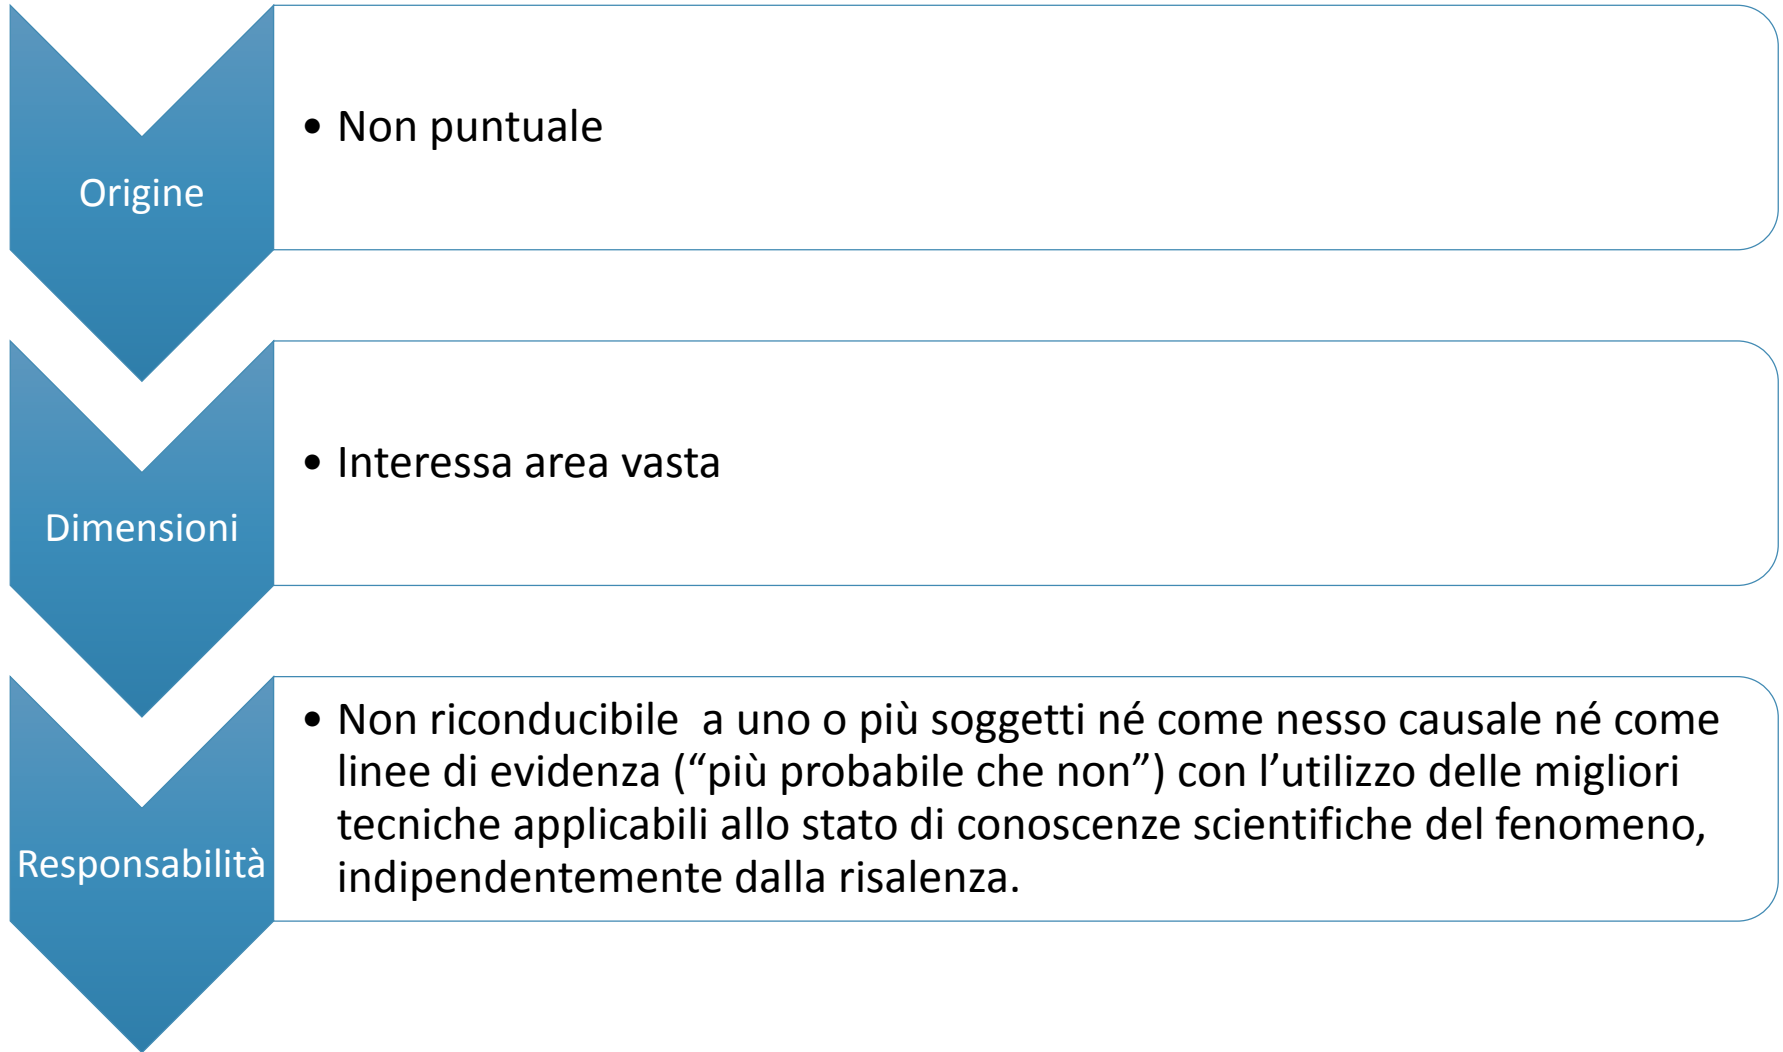 Origine
• Non puntuale
Dimensioni
• Interessa area vasta
Responsabilità
• Non riconducibile  a uno o più soggetti né come nesso causale né come
linee di evidenza (“più probabile che non”) con l’utilizzo delle migliori
tecniche applicabili allo stato di conoscenze scientifiche del fenomeno,
indipendentemente dalla risalenza.